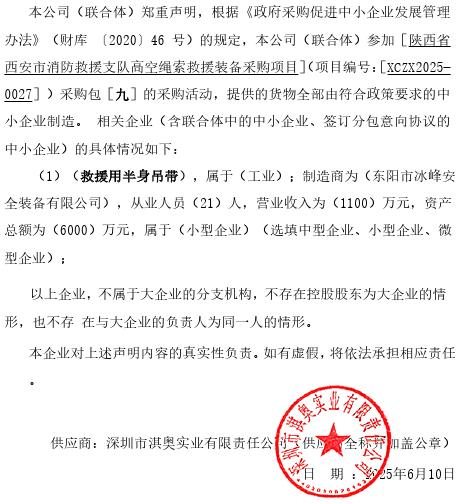 本公司（联合体）郑重声明，根据《政府采购促进中小企业发展管理
办法》（财库 〔2020〕46 号）的规定，本公司（联合体）参加［陕西省
西安市消防救援支队高空绳索救援装备采购项目］（项目编号：［XCZX2025-
0027］）采购包［九］的采购活动，提供的货物全部由符合政策要求的中
小企业制造。 相关企业（含联合体中的中小企业、签订分包意向协议的
中小企业）的具体情况如下：
（1）（救援用半身吊带），属于（工业）；制造商为（东阳市冰峰安
全装备有限公司），从业人员（21）人，营业收入为（1100）万元，资产
总额为（6000）万元，属于（小型企业）（选填中型企业、小型企业、微
型企业）；
以上企业，不属于大企业的分支机构，不存在控股股东为大企业的情
形，也不存 在与大企业的负责人为同一人的情形。
本企业对上述声明内容的真实性负责。如有虚假，将依法承担相应责任
。
供应商：深圳市淇奥实业有限责任公司（供应商全称并加盖公章）
日 期：2025年6月10日
深圳市淇奥实业有限责任公司